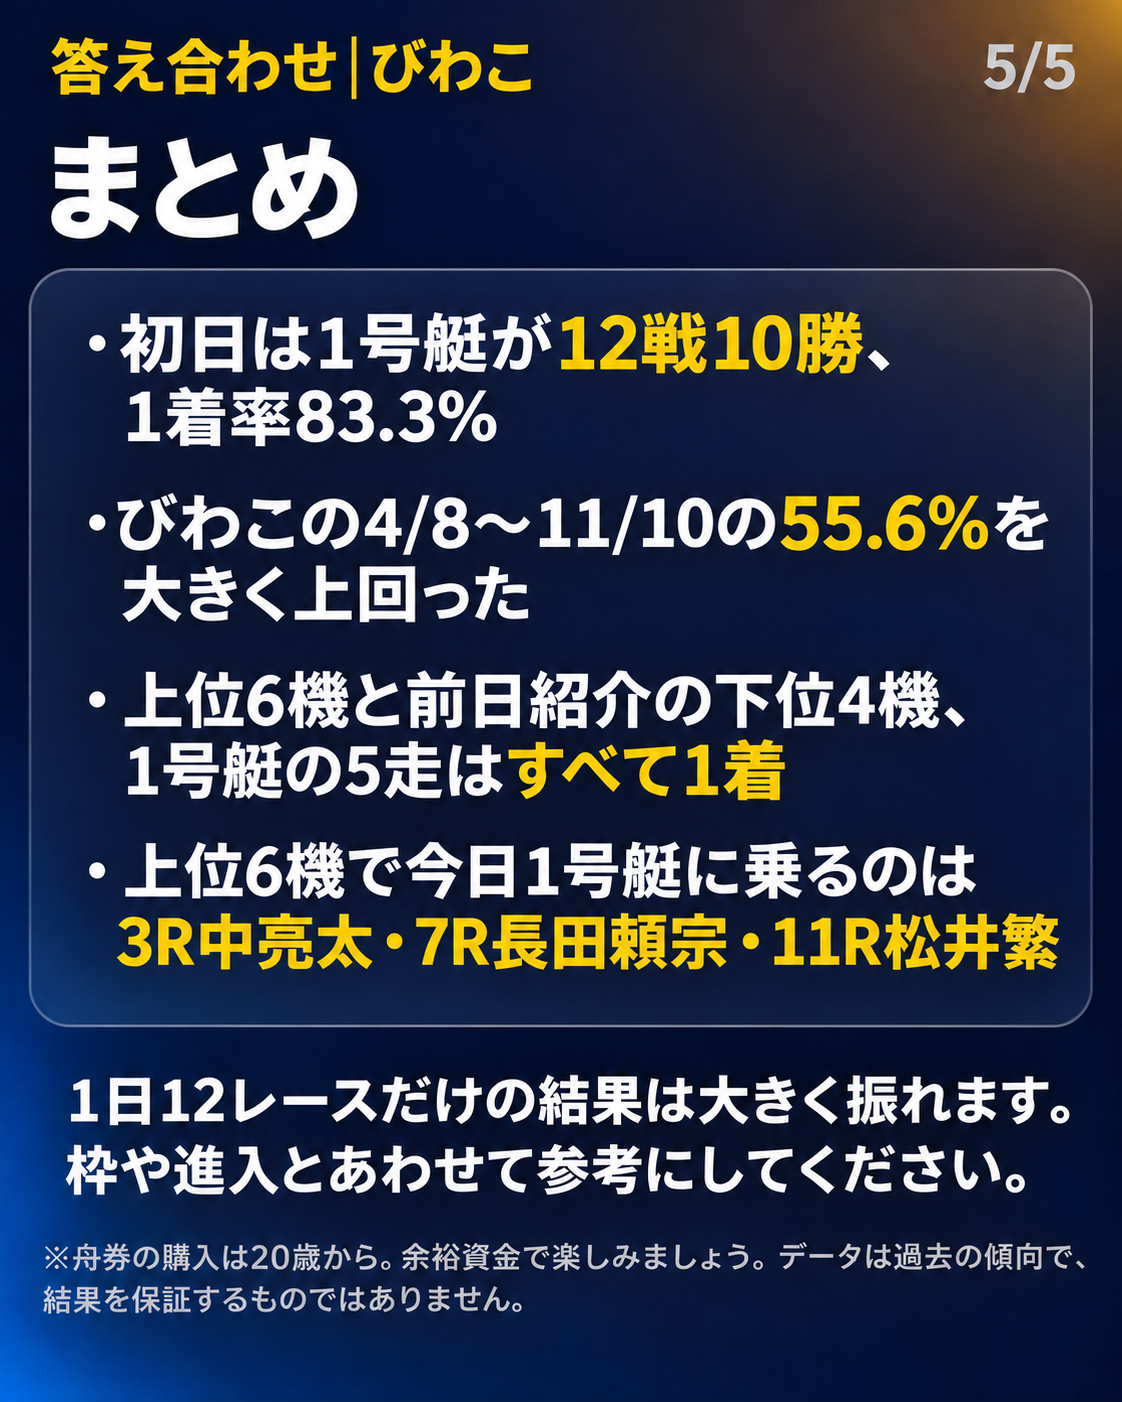 答え合わせ|びわこ
5/5
まとめ
・初日は1号艇が12戦10勝、
1着率83.3%
・びわこの4/8〜11/10の55.6%を
大きく上回った
・上位6機と前日紹介の下位4機、
1号艇の5走はすべて1着
・上位6機で今日1号艇に乗るのは
3R中亮太・7R長田頼宗・11R松井繁
1日12レースだけの結果は大きく振れます。
枠や進入とあわせて参考にしてください。
※舟券の購入は20歳から。余裕資金で楽しみましょう。データは過去の傾向で、
結果を保証するものではありません。